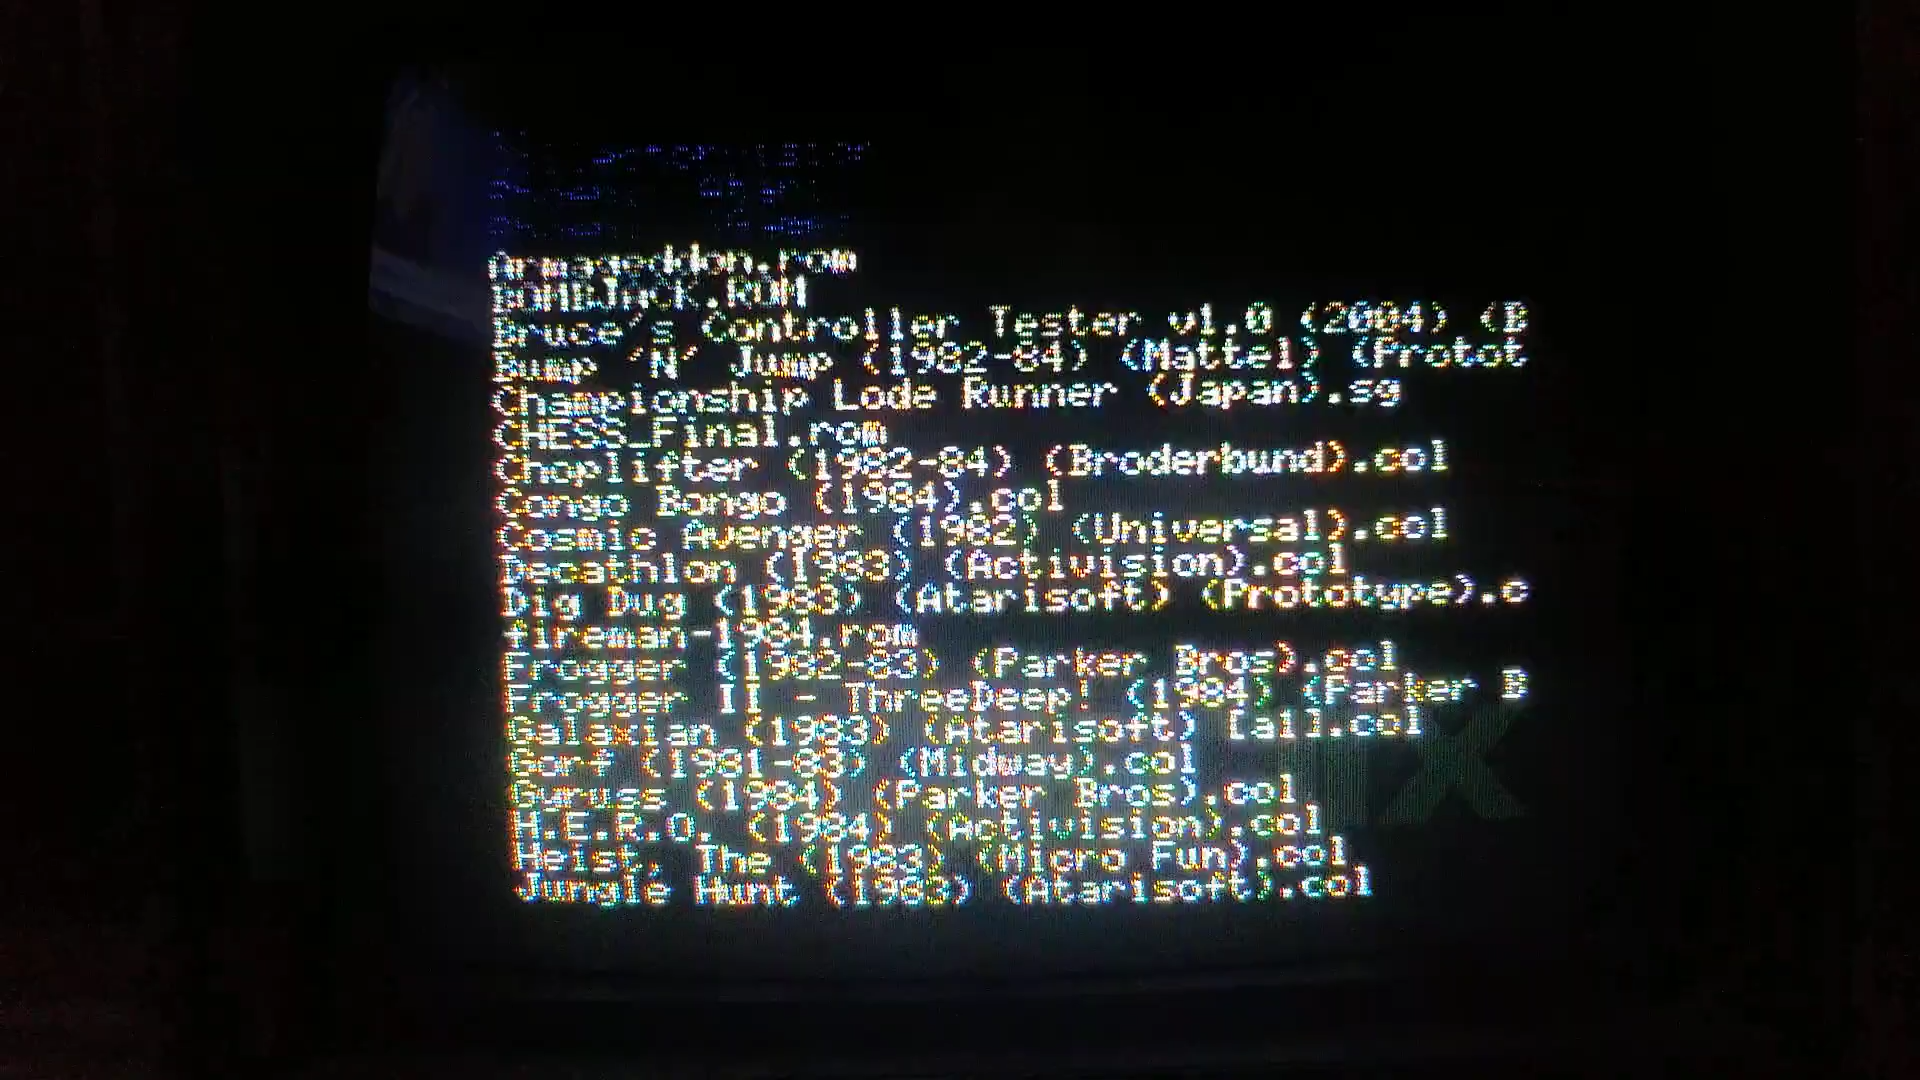 Armageddon.rom
BOMBJACK.ROM
Bruce's Controller Tester v1.0 (2004) (B
Bump 'N' Jump (1982-84) (Mattel) (Protot
Championship Lode Runner (Japan).sg
CHESS_Final.rom
Choplifter (1982-84) (Broderbund).col
Congo Bongo (1984).col
Cosmic Avenger (1982) (Universal).col
Decathlon (1983) (Activision).col
Dig Dug (1983) (Atarisoft) (Prototype).c
fireman-1984.rom
Frogger (1982-83) (Parker Bros).col
Frogger II - ThreeDeep! (1984) (Parker B
Galaxian (1983) (Atarisoft) [a1].col
Gorf (1981-83) (Midway).col
Gyruss (1984) (Parker Bros).col
H.E.R.O. (1984) (Activision).col
Heist, The (1983) (Micro Fun).col
Jungle Hunt (1983) (Atarisoft).col